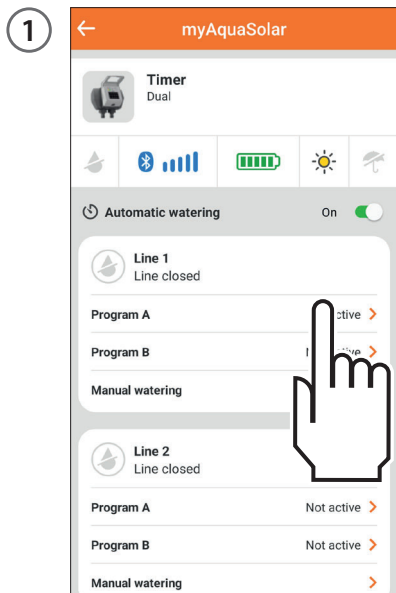 1
myAquaSolar
Timer
Dual
Automatic watering On
Line 1
Line closed
Program A
Program B
Manual watering
Line 2
Line closed
Program A Not active
Program B Not active
Manual watering